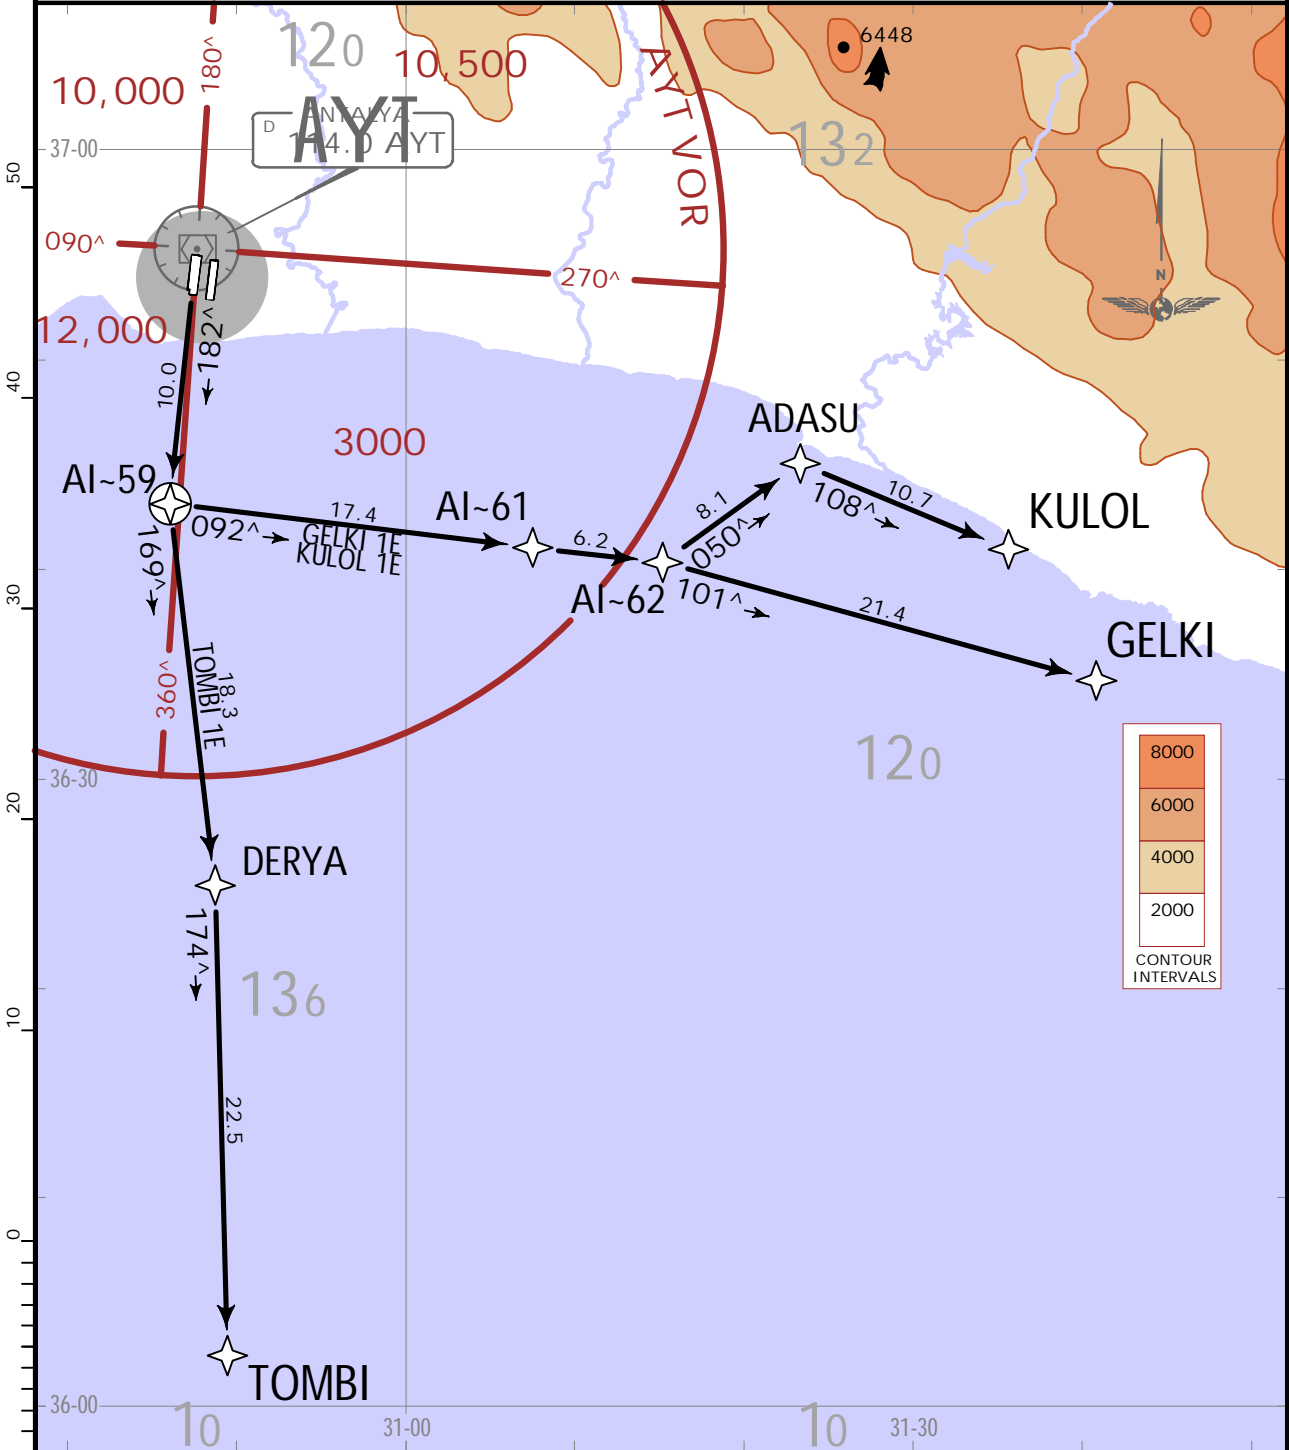 180^
120
10,500
6448
10,000
AYT VOR
ANTALYA
D
114.0 AYT
AYT
132
37-00
50
090^
270^
N
12,000
182^
10.0
40
3000
ADASU
AI~59
10.7
108^
8.1
KULOL
AI~61
17.4
092^
GELKI 1E
KULOL 1E
6.2
050^
169^
AI~62
101^
21.4
30
GELKI
TOMBI 1E
18.3
360^
120
8000
36-30
6000
20
4000
DERYA
2000
174^
CONTOUR
INTERVALS
136
10
22.5
0
TOMBI
36-00
10
31-00
10
31-30